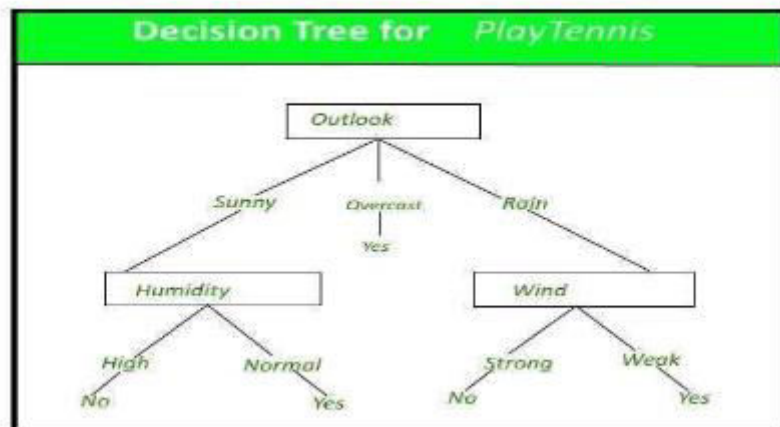 Decision Tree for PlayTennis
Outlook
Sunny Overcast Rain
Yes
Humidity Wind
High Normal Strong Weak
No Yes No Yes